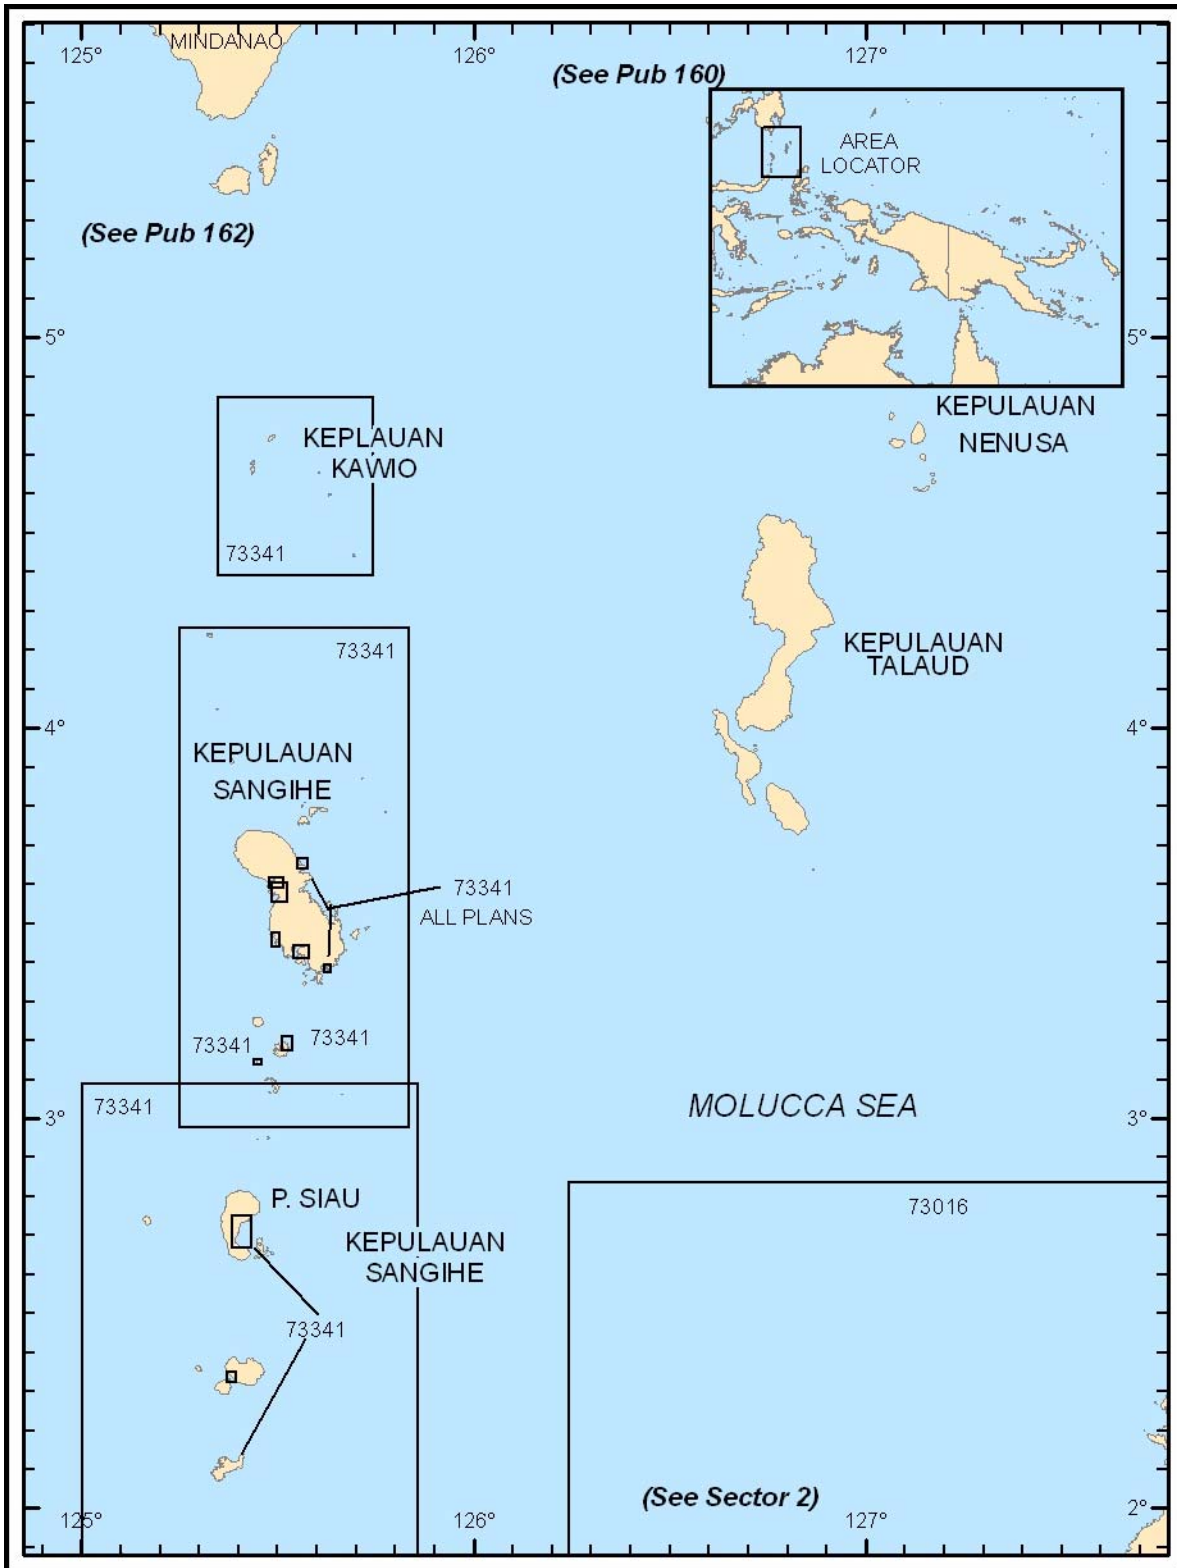 MINDANAO
125°
126°
127°
(See Pub 160)
AREA
LOCATOR
(See Pub 162)
5°
5°
KEPULAUAN
NENUSA
KEPLAUAN
KAWIO
73341
73341
KEPULAUAN
TALAUD
4°
4°
KEPULAUAN
SANGIHE
73341
ALL PLANS
73341
73341
73341
3°
3°
MOLUCCA SEA
P. SIAU
73016
KEPULAUAN
SANGIHE
73341
(See Sector 2)
2°
125°
126°
127°